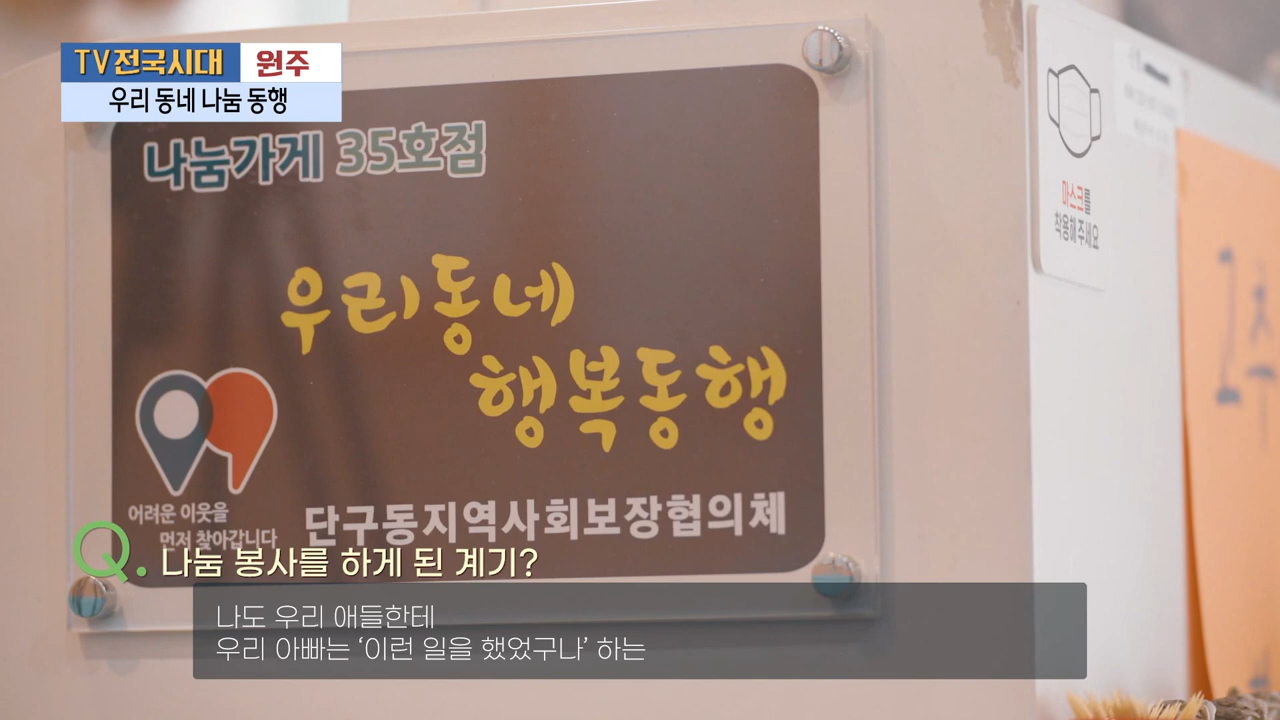 TV전국시대 원주
우리 동네 나눔 동행
나눔가게 35호점
우리동네
행복동행
어려운 이웃을
먼저 찾아갑니다
단구동지역사회보장협의체
마스크를
착용해주세요
Q. 나눔 봉사를 하게 된 계기?
나도 우리 애들한테
우리 아빠는 ‘이런 일을 했었구나’ 하는